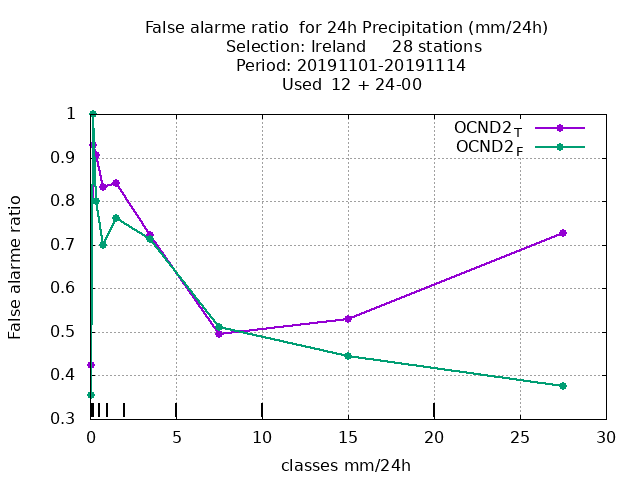 False alarme ratio  for 24h Precipitation (mm/24h)
Selection: Ireland     28 stations
Period: 20191101-20191114
Used  12 + 24-00
OCND2T
OCND2F
False alarme ratio
1
0.9
0.8
0.7
0.6
0.5
0.4
0.3
0 5 10 15 20 25 30
classes mm/24h